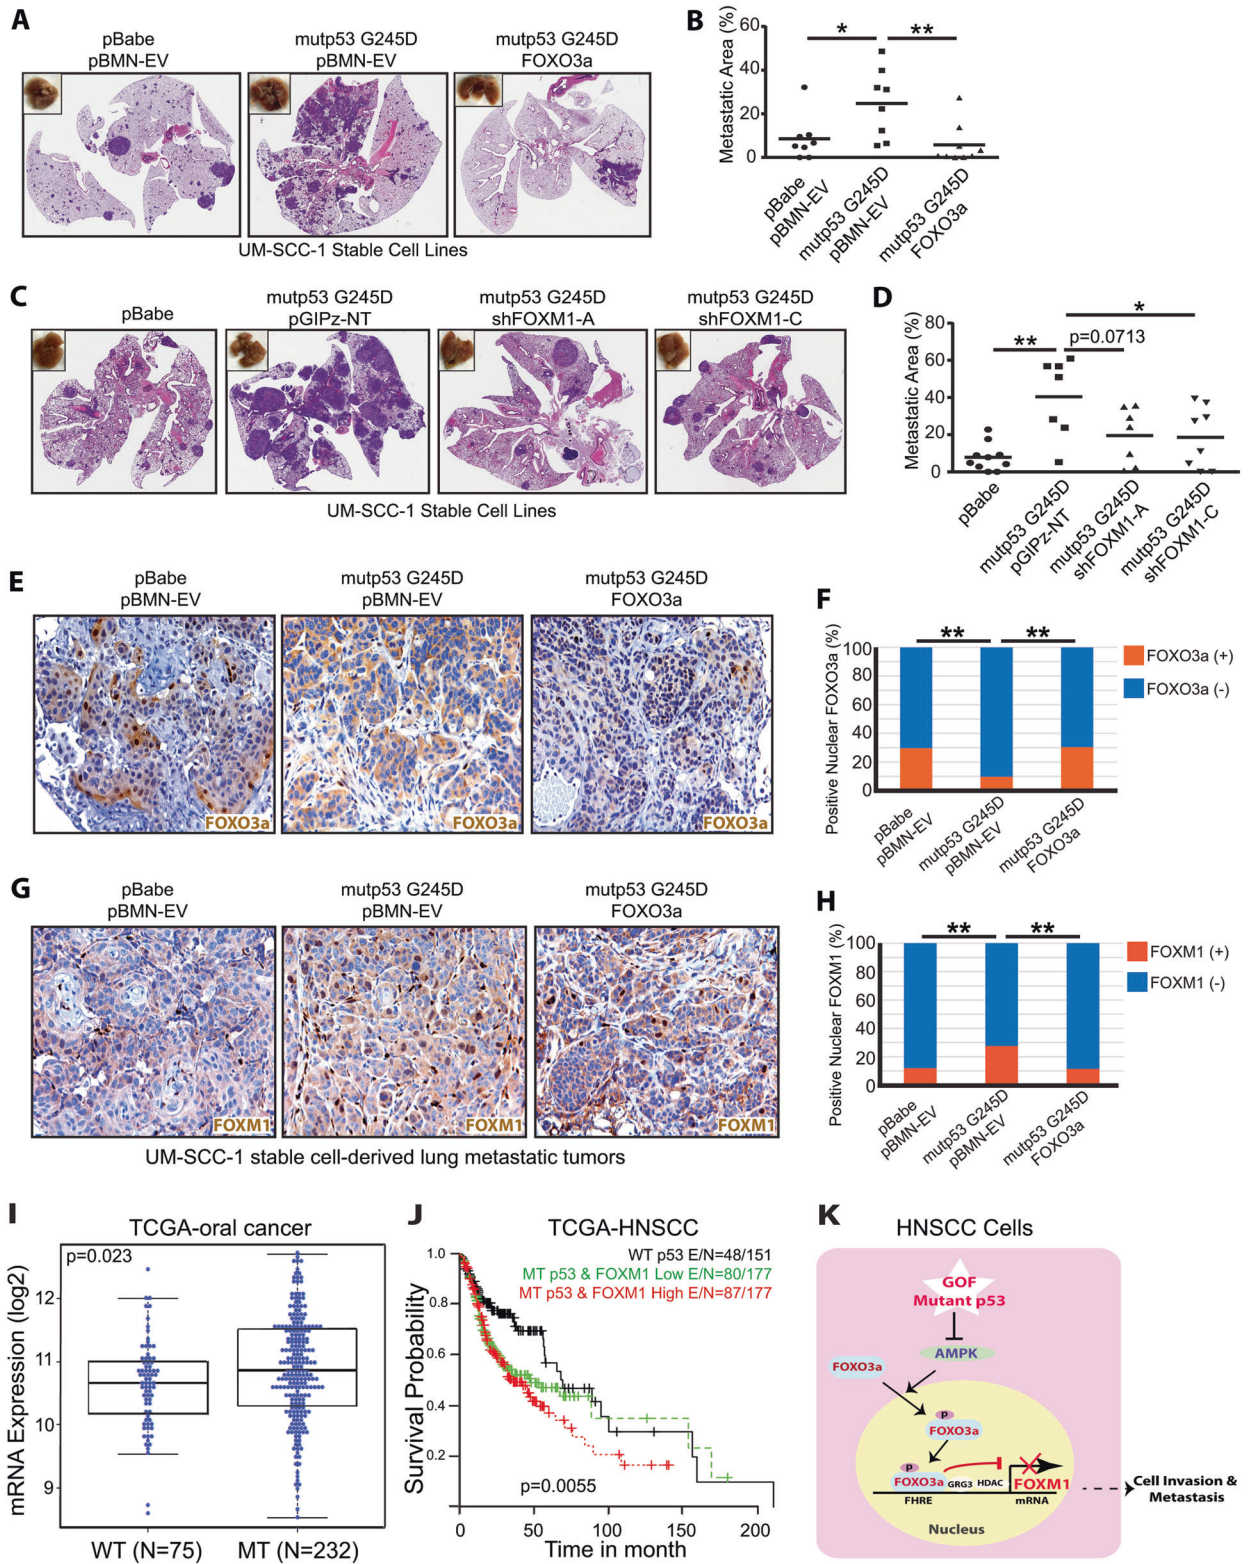 A
pBabe
pBMN-EV
mutp53 G245D
pBMN-EV
mutp53 G245D
FOXO3a
UM-SCC-1 Stable Cell Lines
B
Metastatic Area (%)
60
40
20
0
*
**
pBabe
pBMN-EV
mutp53 G245D
pBMN-EV
mutp53 G245D
FOXO3a
C
pBabe
mutp53 G245D
pGIPz-NT
mutp53 G245D
shFOXM1-A
mutp53 G245D
shFOXM1-C
UM-SCC-1 Stable Cell Lines
D
Metastatic Area (%)
80
60
40
20
0
*
**
p=0.0713
pBabe
mutp53 G245D
pGIPz-NT
mutp53 G245D
shFOXM1-A
mutp53 G245D
shFOXM1-C
E
pBabe
pBMN-EV
mutp53 G245D
pBMN-EV
mutp53 G245D
FOXO3a
FOXO3a
FOXO3a
FOXO3a
F
Positive Nuclear FOXO3a (%)
100
80
60
40
20
0
**
**
FOXO3a (+)
FOXO3a (-)
pBabe
pBMN-EV
mutp53 G245D
pBMN-EV
mutp53 G245D
FOXO3a
G
pBabe
pBMN-EV
mutp53 G245D
pBMN-EV
mutp53 G245D
FOXO3a
FOXM1
FOXM1
FOXM1
UM-SCC-1 stable cell-derived lung metastatic tumors
H
Positive Nuclear FOXM1 (%)
100
80
60
40
20
0
**
**
FOXM1 (+)
FOXM1 (-)
pBabe
pBMN-EV
mutp53 G245D
pBMN-EV
mutp53 G245D
FOXO3a
I
TCGA-oral cancer
p=0.023
mRNA Expression (log2)
12
11
10
9
WT (N=75)
MT (N=232)
J
TCGA-HNSCC
WT p53 E/N=48/151
MT p53 & FOXM1 Low E/N=80/177
MT p53 & FOXM1 High E/N=87/177
Survival Probability
1.0
0.8
0.6
0.4
0.2
p=0.0055
0
50
100
150
200
Time in month
K
HNSCC Cells
GOF
Mutant p53
AMPK
FOXO3a
P
FOXO3a
P
FOXO3a
GRG3
HDAC
FOXM1
FHRE
mRNA
Nucleus
Cell Invasion &
Metastasis